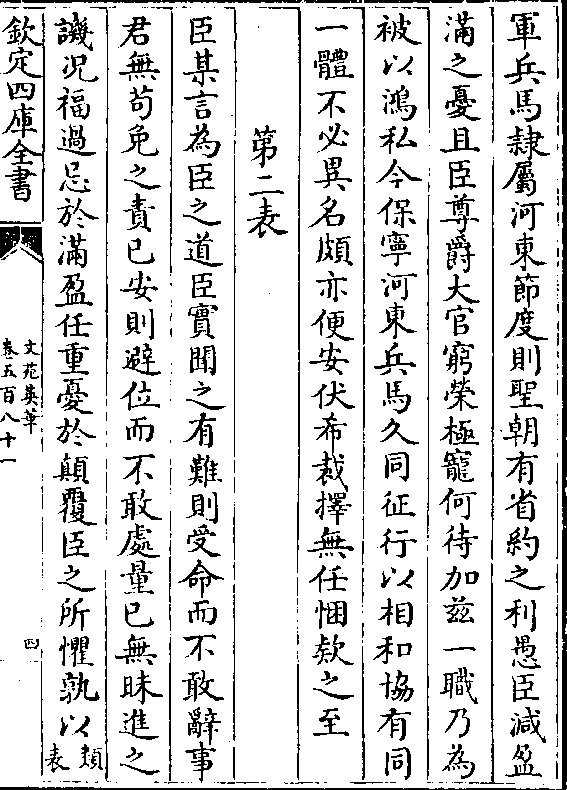 軍兵馬隸屬河東節度則聖朝有省約之利愚臣減盈
滿之憂且臣尊爵大官窮榮極寵何待加兹一職乃為
被以鴻私今保寧河東兵馬久同征行以相和協有同
一體不必異名頗亦便安伏希裁擇無任悃欵之至
第二表
臣某言為臣之道臣實聞之有難則受命而不敢辭事
君無苟免之責已安則避位而不敢處量已無昧進之
譏况福過忌於滿盈任重憂於顛覆臣之所懼孰以類表
欽定四庫全書
文苑英華
卷五百八十一
四